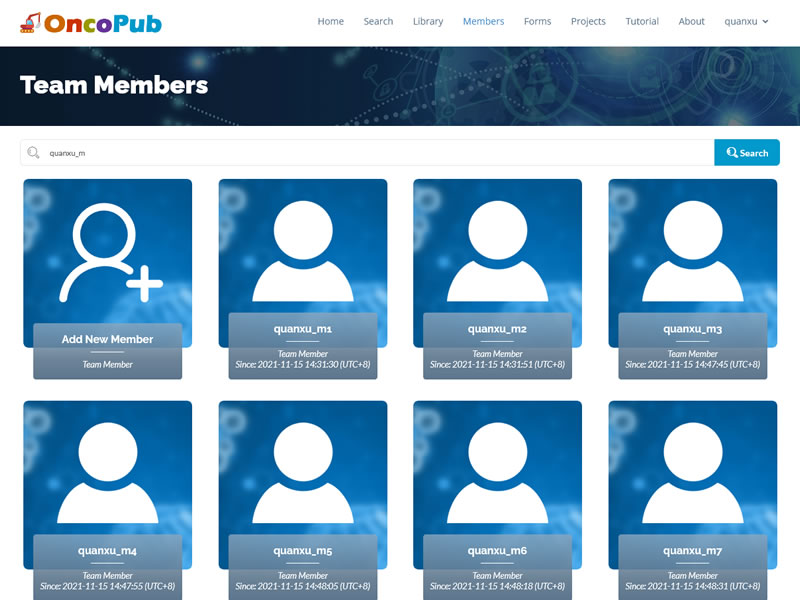 OncoPub
Home Search Library Members Forms Projects Tutorial About quanxu
Team Members
quanxu_m
Search
Add New Member
Team Member
quanxu_m1
Team Member
Since: 2021-11-15 14:31:30 (UTC+8)
quanxu_m2
Team Member
Since: 2021-11-15 14:31:51 (UTC+8)
quanxu_m3
Team Member
Since: 2021-11-15 14:47:45 (UTC+8)
quanxu_m4
Team Member
Since: 2021-11-15 14:47:55 (UTC+8)
quanxu_m5
Team Member
Since: 2021-11-15 14:48:05 (UTC+8)
quanxu_m6
Team Member
Since: 2021-11-15 14:48:18 (UTC+8)
quanxu_m7
Team Member
Since: 2021-11-15 14:48:31 (UTC+8)